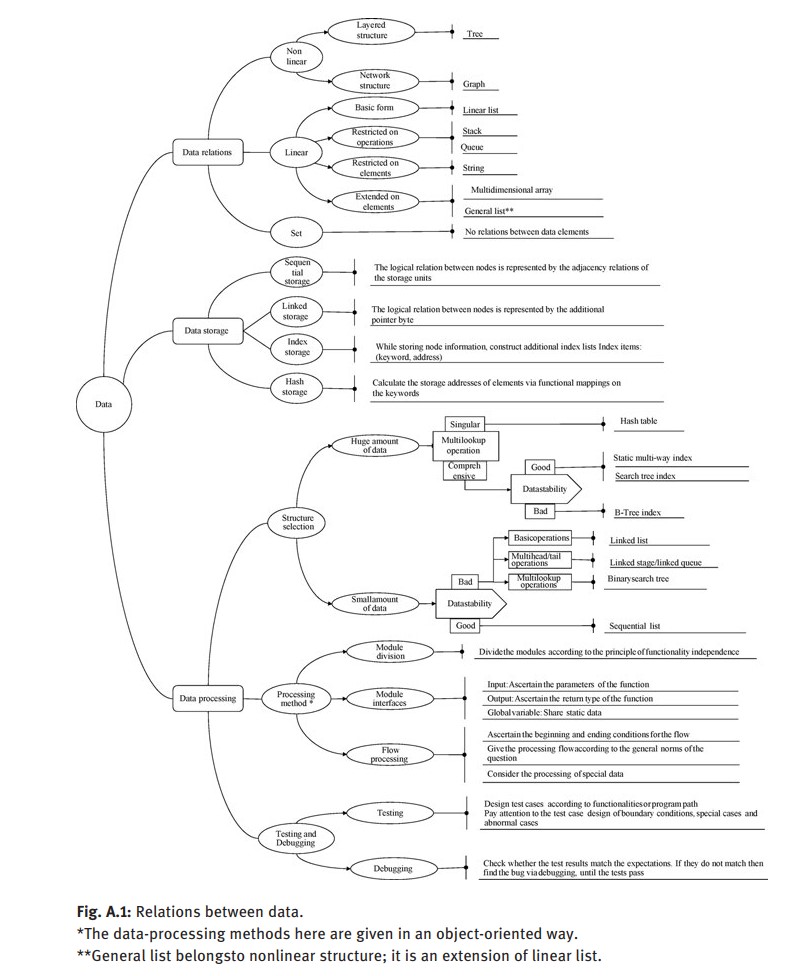 Layered
structure
Tree
Non
linear
Network
structure
Graph
Basic form
Linear list
Data relations
Linear
Restricted on
operations
Stack
Queue
Restricted on
elements
String
Extended on
elements
Multidimensional array
General list**
Set
No relations between data elements
Sequen
tial
storage
The logical relation between nodes is represented by the adjacency relations of
the storage units
Linked
storage
The logical relation between nodes is represented by the additional
pointer byte
Data storage
Index
storage
While storing node information, construct additional index lists Index items:
(keyword, address)
Hash
storage
Calculate the storage addresses of elements via functional mappings on
the keywords
Data
Singular
Hash table
Huge amount
of data
Multilookup
operation
Compreh
ensive
Good
Static multi-way index
Search tree index
Datastability
Bad
B-Tree index
Structure
selection
Basicoperations
Linked list
Multihead/tail
operations
Linked stage/linked queue
Bad
Multilookup
operations
Binarysearch tree
Smallamount
of data
Datastability
Good
Sequential list
Module
division
Dividethe modules according to the principle of functionality independence
Data processing
Processing
method *
Module
interfaces
Input: Ascertain the parameters of the function
Output: Ascertain the return type of the function
Globalvariable: Share static data
Flow
processing
Ascertain the beginning and ending conditions forthe flow
Give the processing flowaccording to the general norms of the
question
Consider the processing of special data
Testing and
Debugging
Testing
Design test cases according to functionalitiesorprogram path
Pay attention to the test case design of boundary conditions, special cases and
abnormal cases
Debugging
Check whether the test results match the expectations. If they do not match then
find the bug via debugging, until the tests pass
Fig. A.1: Relations between data.
*The data-processing methods here are given in an object-oriented way.
**General list belongsto nonlinear structure; it is an extension of linear list.